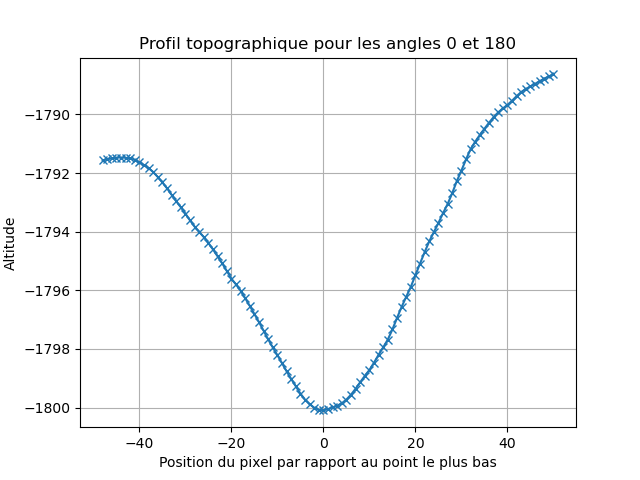 Profil topographique pour les angles 0 et 180
−1790
−1792
−1794
−1796
−1798
−1800
Altitude
−40 −20 0 20 40
Position du pixel par rapport au point le plus bas